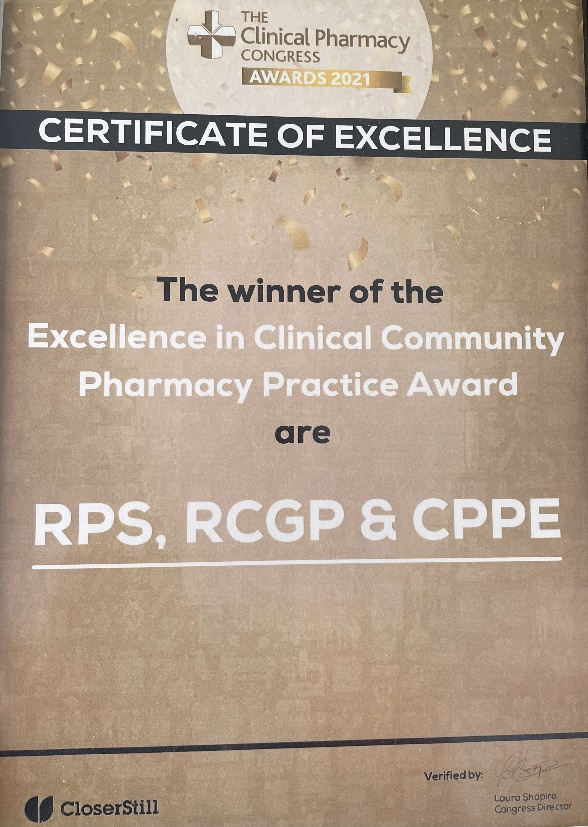 THE
Clinical Pharmacy
CONGRESS
AWARDS 2021
CERTIFICATE OF EXCELLENCE
The winner of the
Excellence in Clinical Community
Pharmacy Practice Award
are
RPS, RCGP & CPPE
Verified by:
Laura Shapiro,
Congress Director
CloserStill